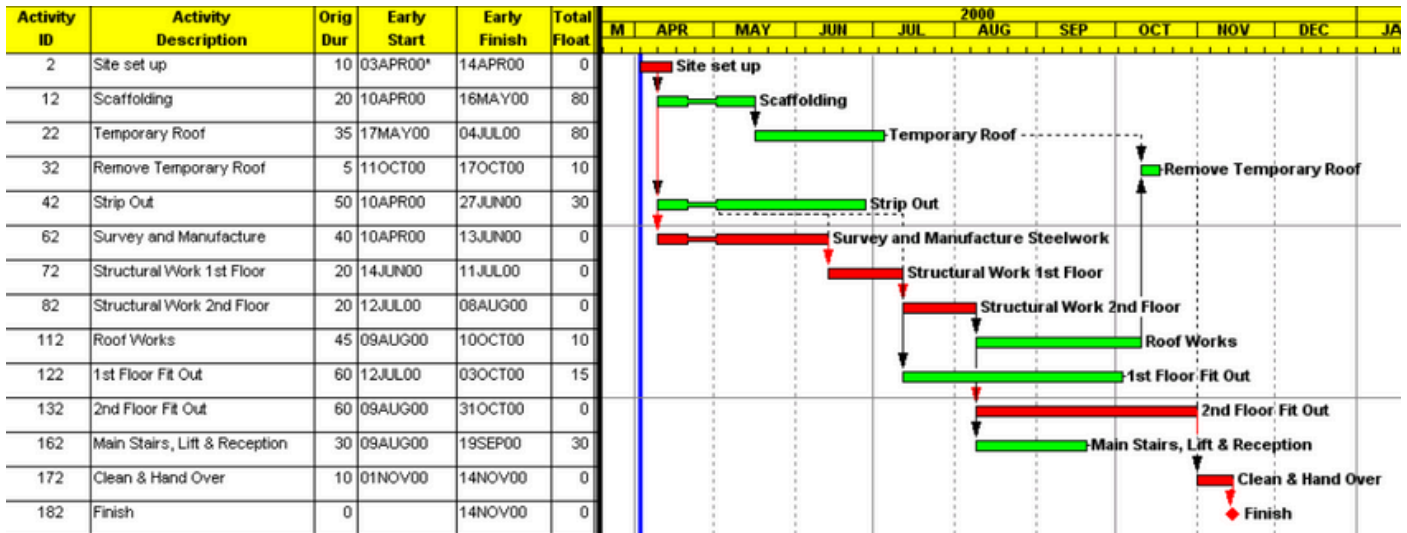 Activity ID Activity Description Orig Dur Early Start Early Finish Total Float
2000
M APR MAY JUN JUL AUG SEP OCT NOV DEC JA
2 Site set up 10 03APR00* 14APR00 0 Site set up
12 Scaffolding 20 10APR00 16MAY00 80 Scaffolding
22 Temporary Roof 35 17MAY00 04JUL00 80 Temporary Roof
32 Remove Temporary Roof 5 11OCT00 17OCT00 10 Remove Temporary Roof
42 Strip Out 50 10APR00 27JUN00 30 Strip Out
62 Survey and Manufacture 40 10APR00 13JUN00 0 Survey and Manufacture Steelwork
72 Structural Work 1st Floor 20 14JUN00 11JUL00 0 Structural Work 1st Floor
82 Structural Work 2nd Floor 20 12JUL00 08AUG00 0 Structural Work 2nd Floor
112 Roof Works 45 09AUG00 10OCT00 10 Roof Works
122 1st Floor Fit Out 60 12JUL00 03OCT00 15 1st Floor Fit Out
132 2nd Floor Fit Out 60 09AUG00 31OCT00 0 2nd Floor Fit Out
162 Main Stairs, Lift & Reception 30 09AUG00 19SEP00 30 Main Stairs, Lift & Reception
172 Clean & Hand Over 10 01NOV00 14NOV00 0 Clean & Hand Over
182 Finish 0 14NOV00 0 Finish